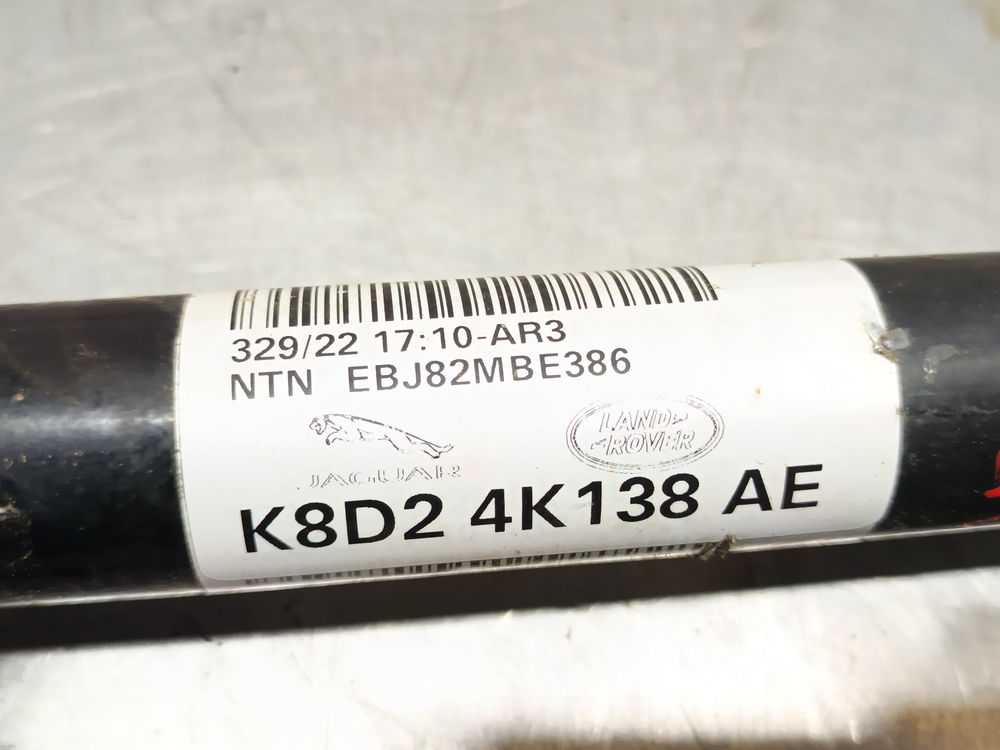 329/22 17:10-AR3
NTN EBJ82MBE386
JAGUAR
LAND-
ROVER
K8D2 4K138 AE